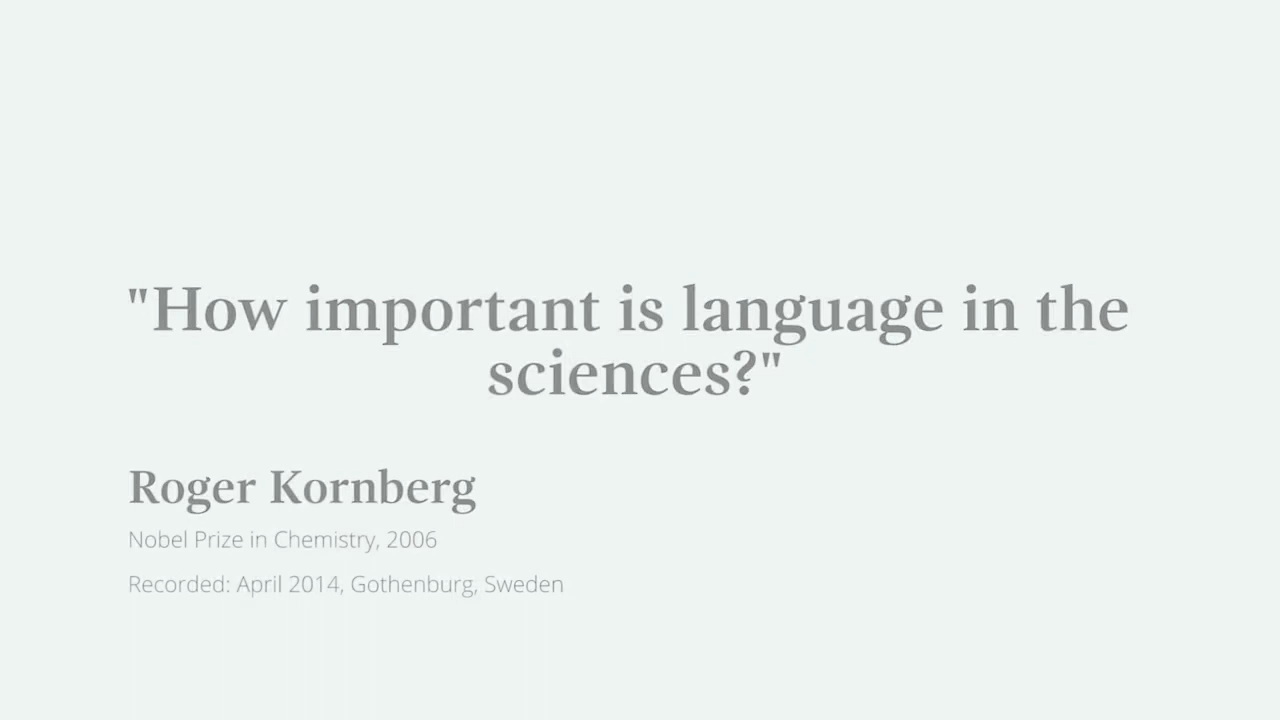 "How important is language in the
sciences?"
Roger Kornberg
Nobel Prize in Chemistry, 2006
Recorded: April 2014, Gothenburg, Sweden